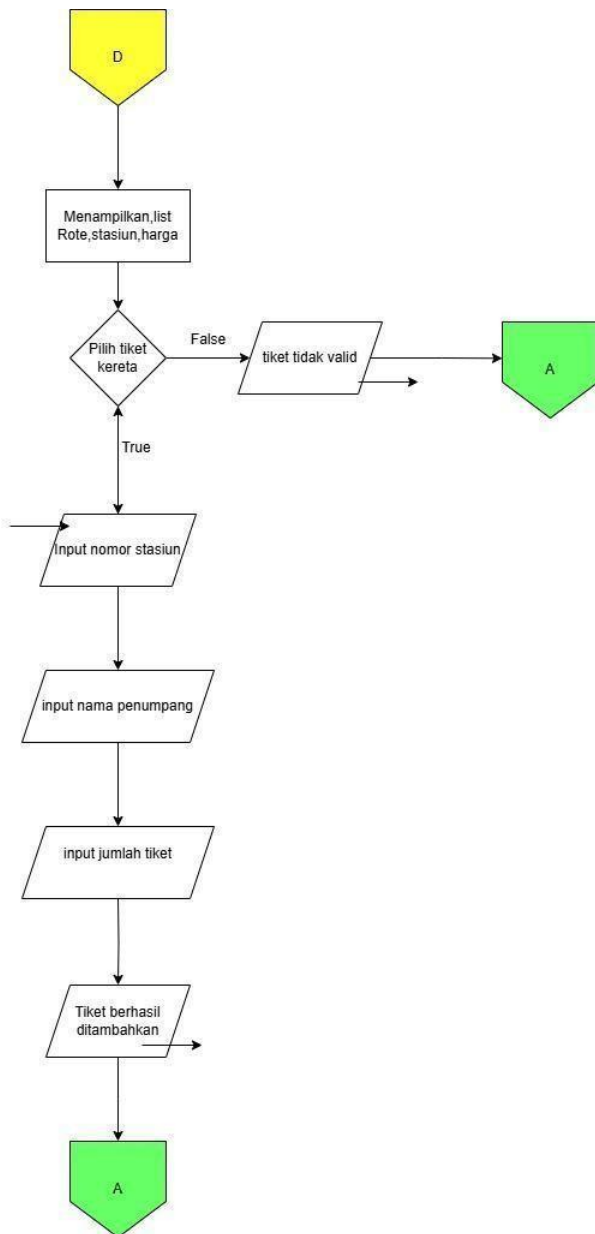 D
Menampilkan,list
Rote,stasiun,harga
Pilih tiket
kereta
False
tiket tidak valid
A
True
Input nomor stasiun
input nama penumpang
input jumlah tiket
Tiket berhasil
ditambahkan
A